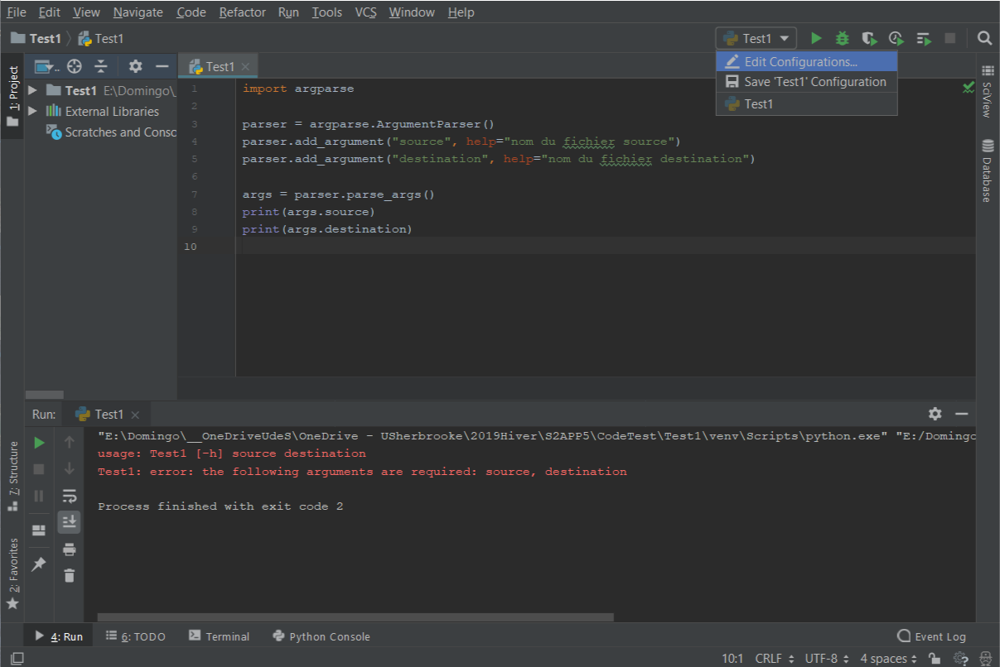 File Edit View Navigate Code Refactor Run Tools VCS Window Help
Test1 Test1 Test1
Edit Configurations...
Save 'Test1' Configuration
Test1
1: Project
Test1 E:\Domingo\
External Libraries
Scratches and Consc
Test1
1 import argparse
2
3 parser = argparse.ArgumentParser()
4 parser.add_argument("source", help="nom du fichier source")
5 parser.add_argument("destination", help="nom du fichier destination")
6
7 args = parser.parse_args()
8 print(args.source)
9 print(args.destination)
10
SciView
Database
Run: Test1
"E:\Domingo\__OneDriveUdeS\OneDrive - USherbrooke\2019Hiver\S2APP5\CodeTest\Test1\venv\Scripts\python.exe" "E:/Domingo
usage: Test1 [-h] source destination
Test1: error: the following arguments are required: source, destination
Process finished with exit code 2
7: Structure
2: Favorites
4: Run 6: TODO Terminal Python Console Event Log
10:1 CRLF UTF-8 4 spaces